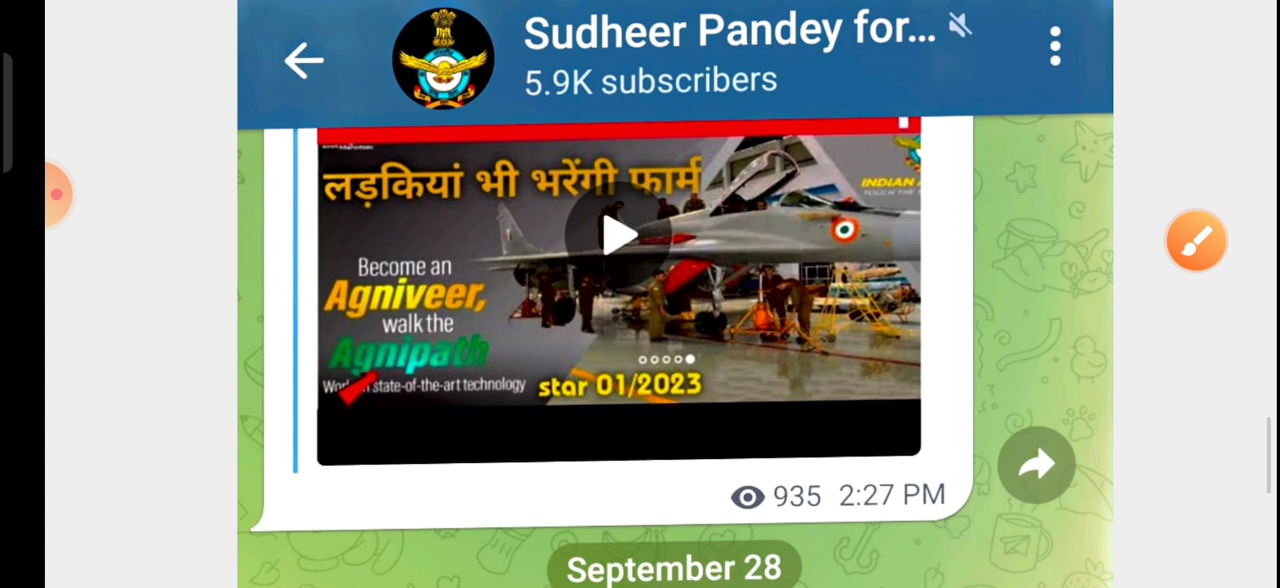 Sudheer Pandey for...
5.9K subscribers
लड़कियां भी भरेंगी फार्म
INDIAN
Become an
Agniveer,
walk the
Agnipath
state-of-the-art technology
star 01/2023
935 2:27 PM
September 28